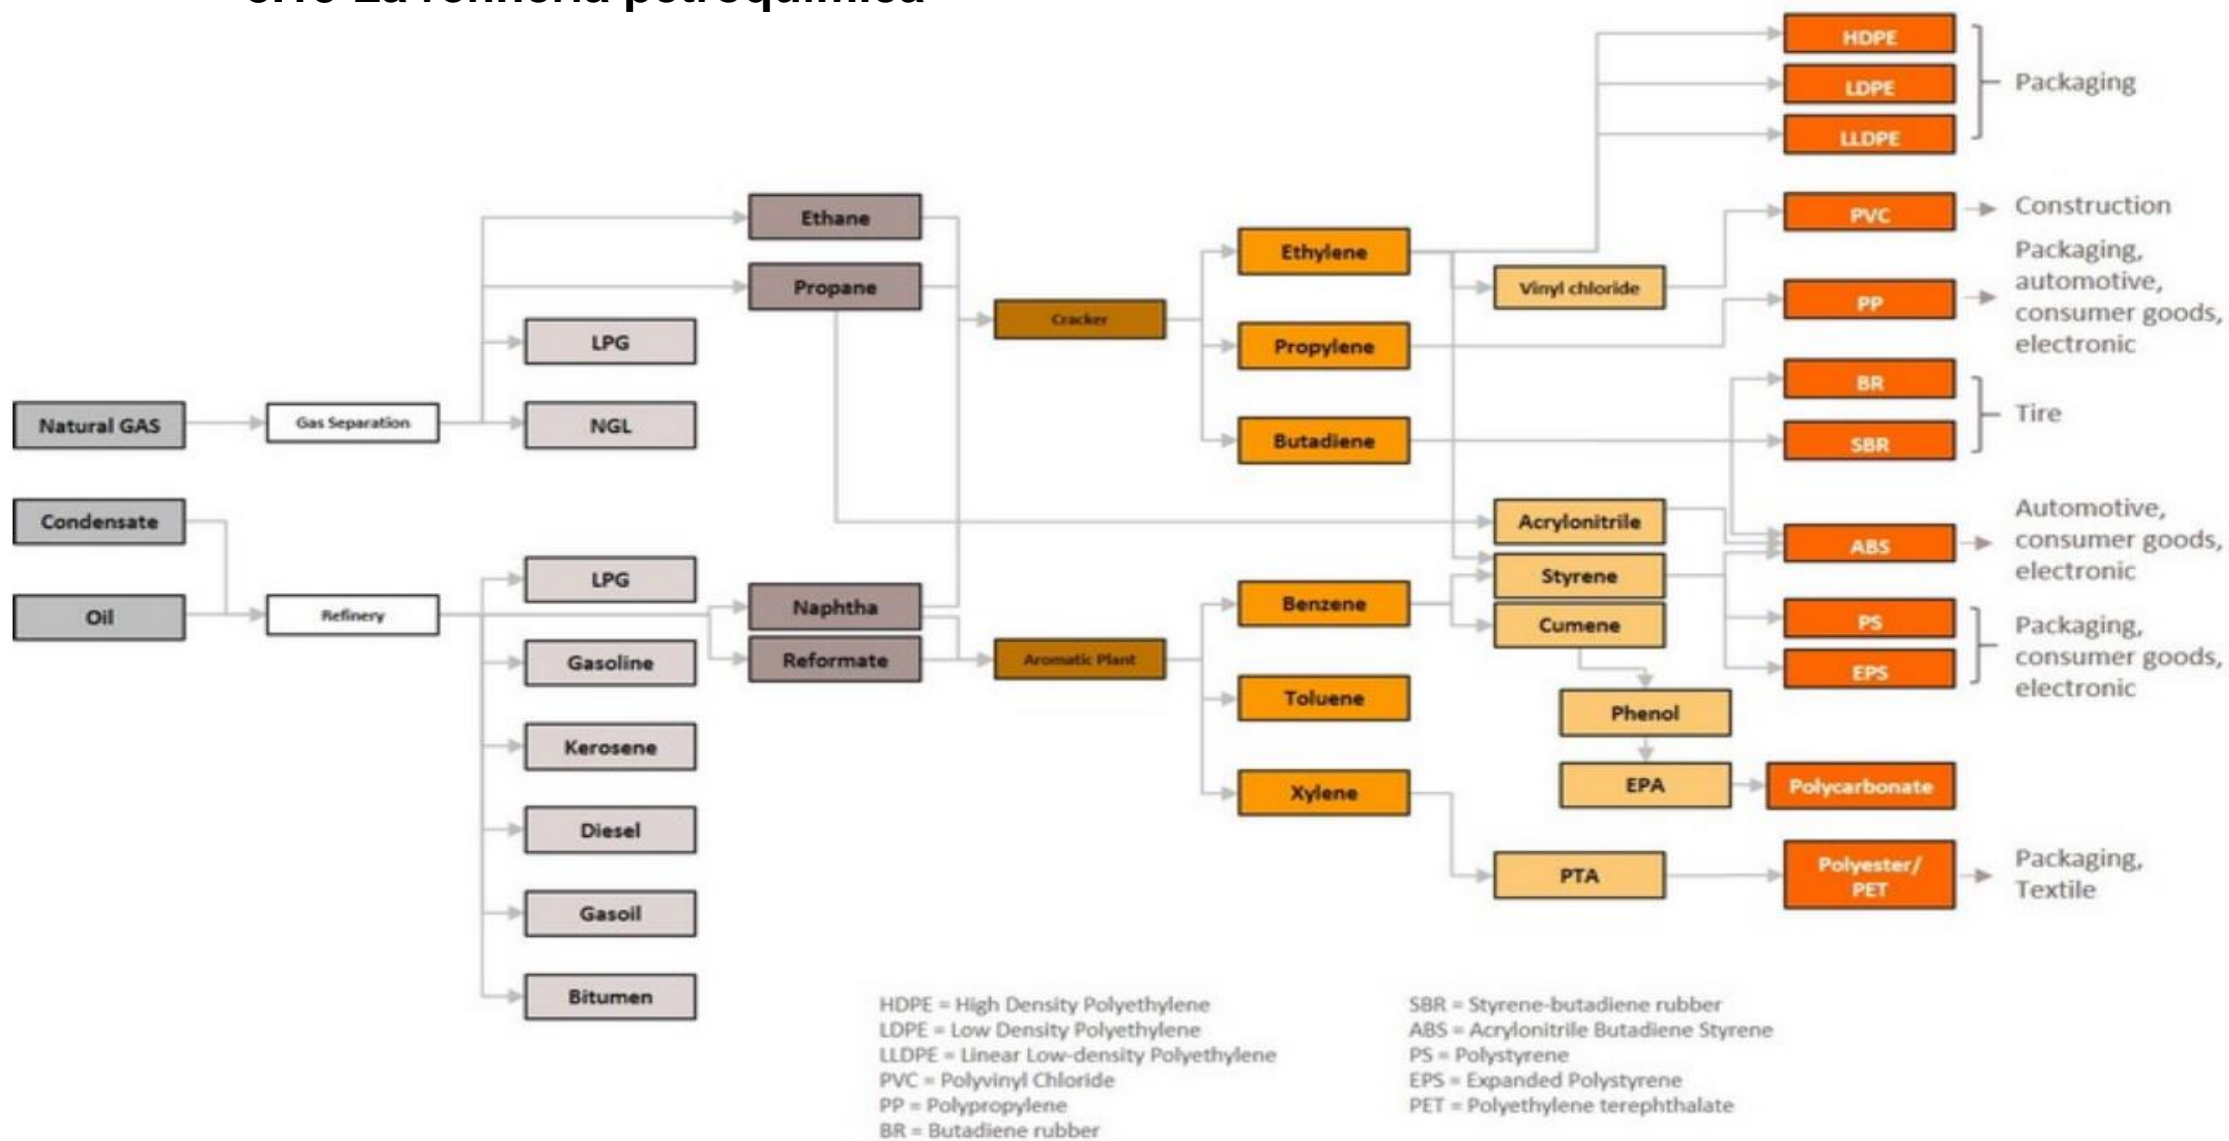 La refinería petroquímica
HDPE
LDPE
LLDPE
Packaging
PVC
Construction
PP
Packaging,
automotive,
consumer goods,
electronic
BR
SBR
Tire
Ethane
Propane
LPG
NGL
Natural GAS
Gas Separation
Cracker
Ethylene
Propylene
Butadiene
Vinyl chloride
Condensate
Oil
Refinery
LPG
Gasoline
Kerosene
Diesel
Gasoil
Bitumen
Naphtha
Reformate
Aromatic Plant
Benzene
Toluene
Xylene
Acrylonitrile
Styrene
Cumene
Phenol
EPA
PTA
ABS
Automotive,
consumer goods,
electronic
PS
EPS
Packaging,
consumer goods,
electronic
Polycarbonate
Polyester/
PET
Packaging,
Textile
HDPE = High Density Polyethylene
LDPE = Low Density Polyethylene
LLDPE = Linear Low-density Polyethylene
PVC = Polyvinyl Chloride
PP = Polypropylene
BR = Butadiene rubber
SBR = Styrene-butadiene rubber
ABS = Acrylonitrile Butadiene Styrene
PS = Polystyrene
EPS = Expanded Polystyrene
PET = Polyethylene terephthalate